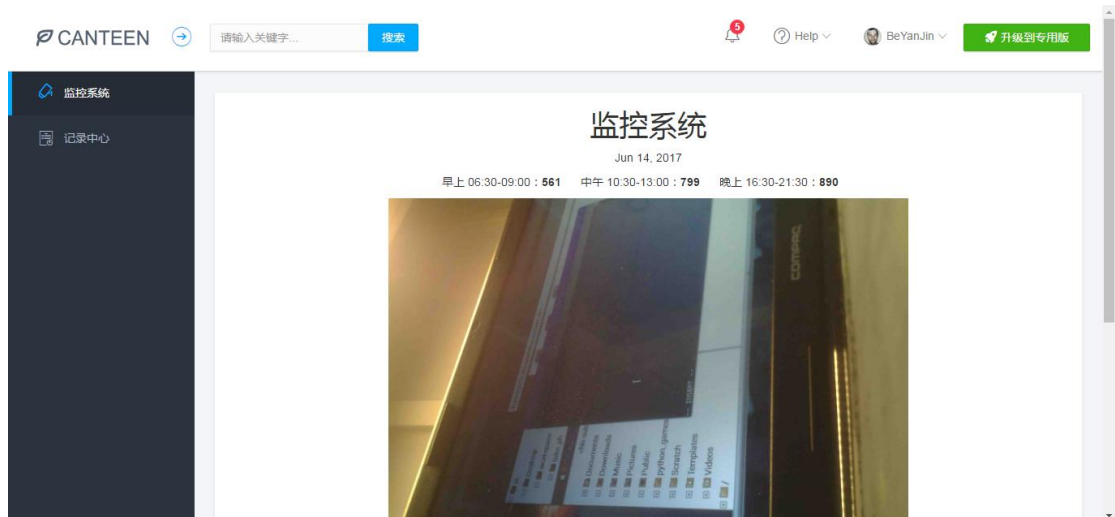 CANTEEN
请输入关键字...
搜索
5
Help
BeYanJin
升级到专用版
监控系统
记录中心
监控系统
Jun 14, 2017
早上 06:30-09:00：561 中午 10:30-13:00：799 晚上 16:30-21:30：890
COMPAQ
Documents
Downloads
Music
Pictures
Public
python_games
Scratch
Templates
Videos
/